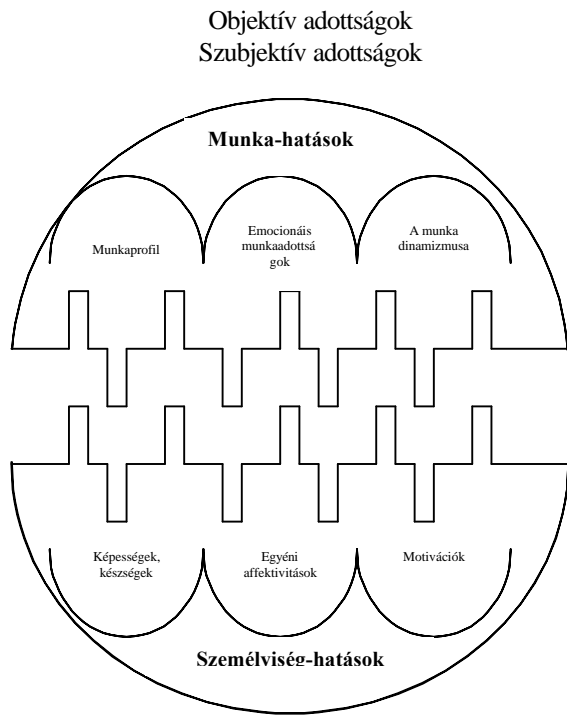 Objektív adottságok
Szubjektív adottságok
Munka-hatások
Munkaprofil
Emocionáis
munkaadottsá
gok
A munka
dinamizmusa
Képességek,
készségek
Egyéni
affektivitások
Motivációk
Személyiség-hatások